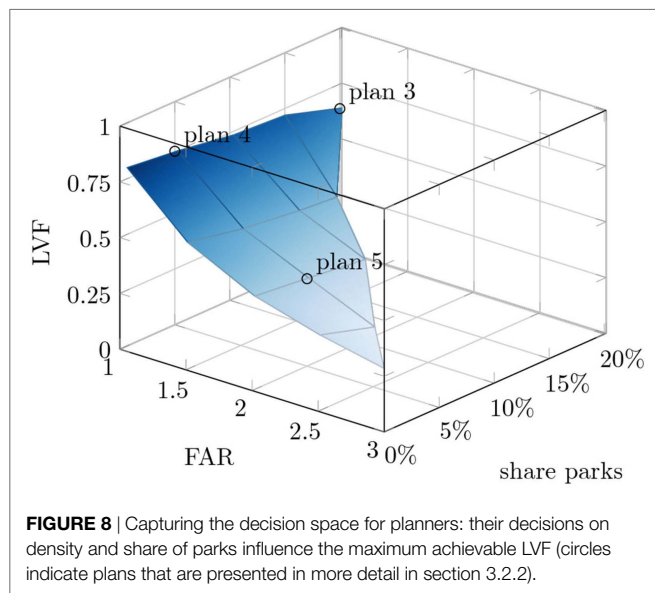 plan 3
plan 4
plan 5
1
0.75
0.5
0.25
0
LVF
1
1.5
2
2.5
3
FAR
0%
5%
10%
15%
20%
share parks
FIGURE 8 | Capturing the decision space for planners: their decisions on
density and share of parks influence the maximum achievable LVF (circles
indicate plans that are presented in more detail in section 3.2.2).